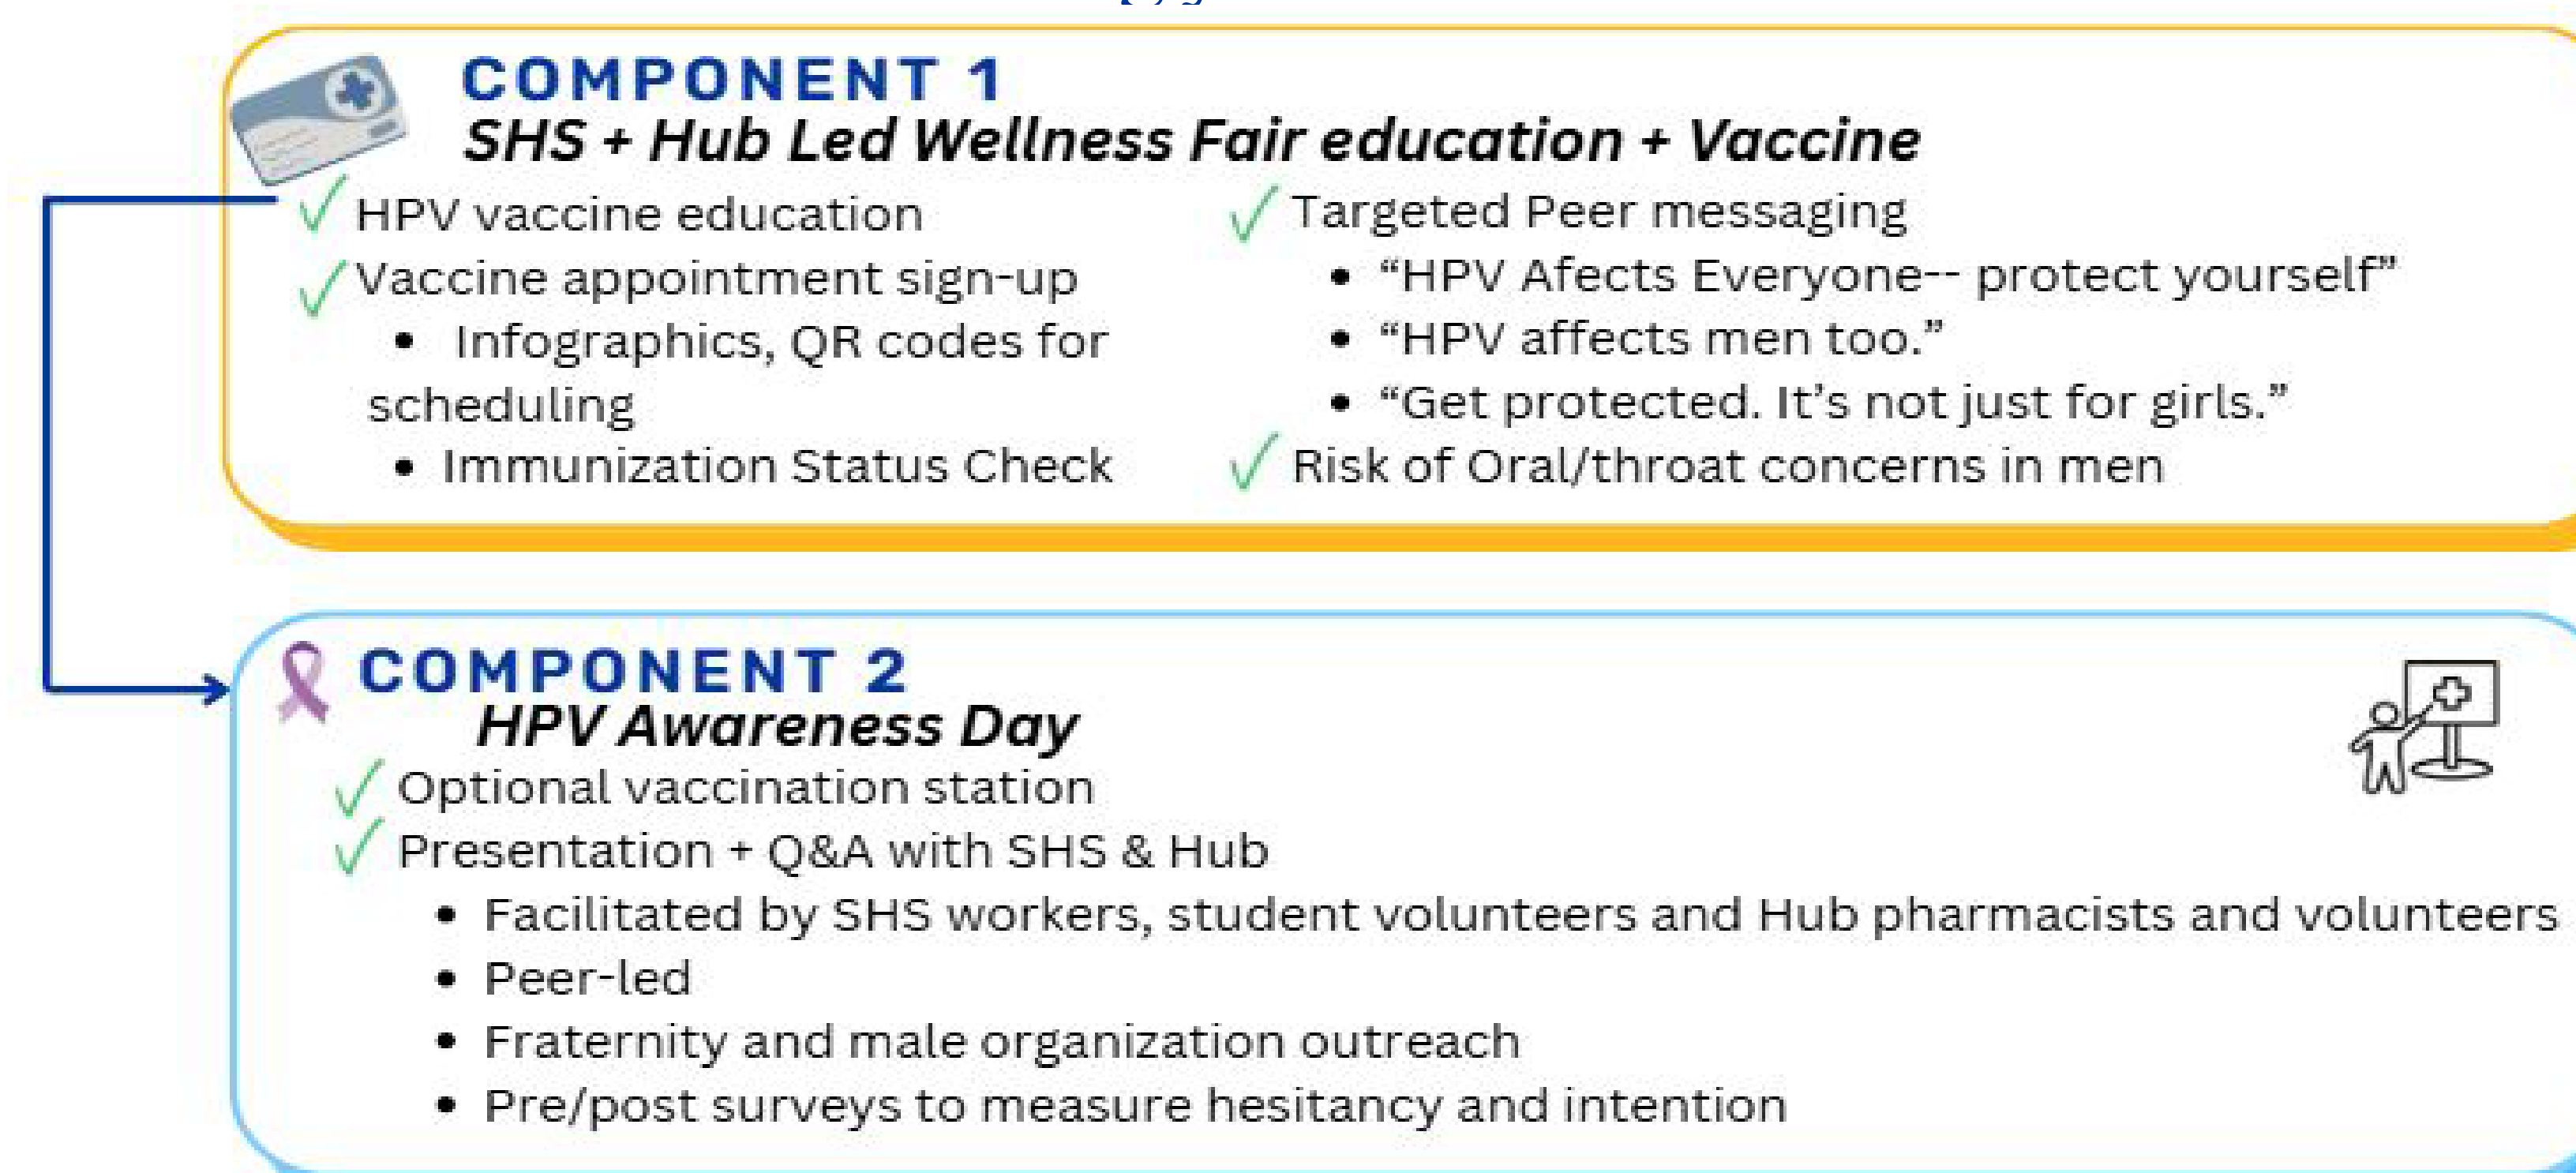 COMPONENT 1
SHS + Hub Led Wellness Fair education + Vaccine
HPV vaccine education
Vaccine appointment sign-up
• Infographics, QR codes for
scheduling
• Immunization Status Check
Targeted Peer messaging
• “HPV Afects Everyone-- protect yourself”
• “HPV affects men too.”
• “Get protected. It’s not just for girls.”
Risk of Oral/throat concerns in men
COMPONENT 2
HPV Awareness Day
Optional vaccination station
Presentation + Q&A with SHS & Hub
• Facilitated by SHS workers, student volunteers and Hub pharmacists and volunteers
• Peer-led
• Fraternity and male organization outreach
• Pre/post surveys to measure hesitancy and intention